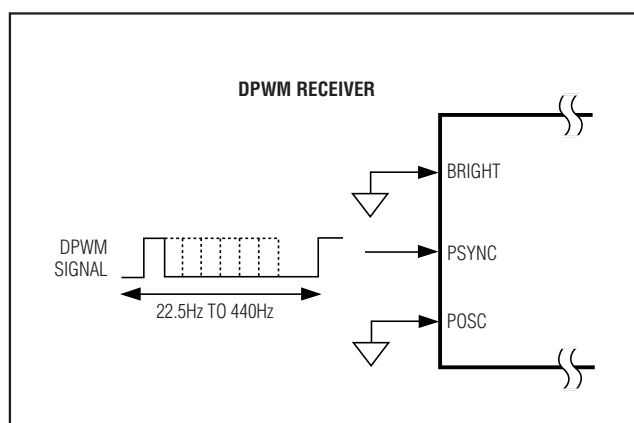 DPWM RECEIVER
BRIGHT
DPWM
SIGNAL
PSYNC
22.5Hz TO 440Hz
POSC